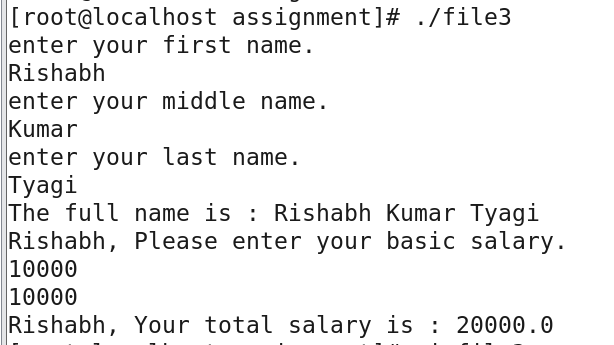 [root@localhost assignment]# ./file3
enter your first name.
Rishabh
enter your middle name.
Kumar
enter your last name.
Tyagi
The full name is : Rishabh Kumar Tyagi
Rishabh, Please enter your basic salary.
10000
10000
Rishabh, Your total salary is : 20000.0